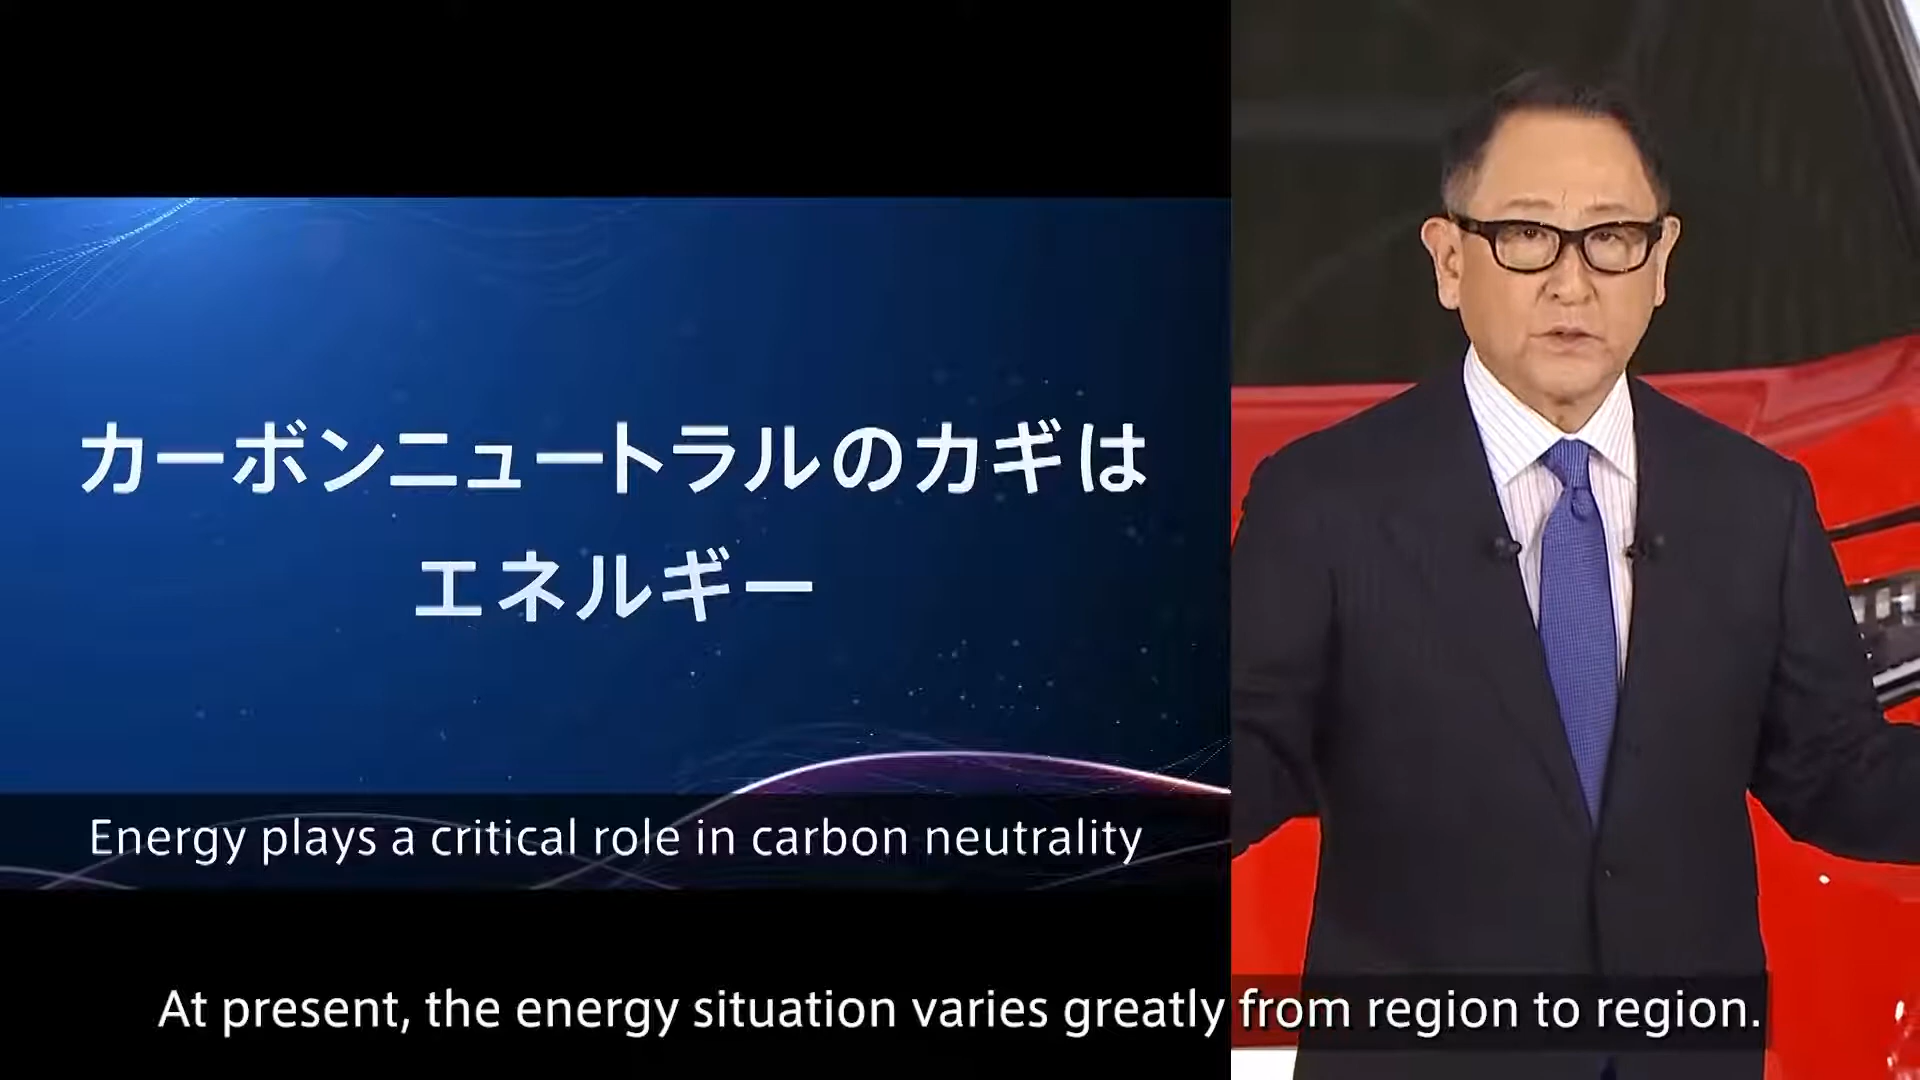 カーボンニュートラルのカギは
エネルギー
Energy plays a critical role in carbon neutrality
At present, the energy situation varies greatly from region to region.